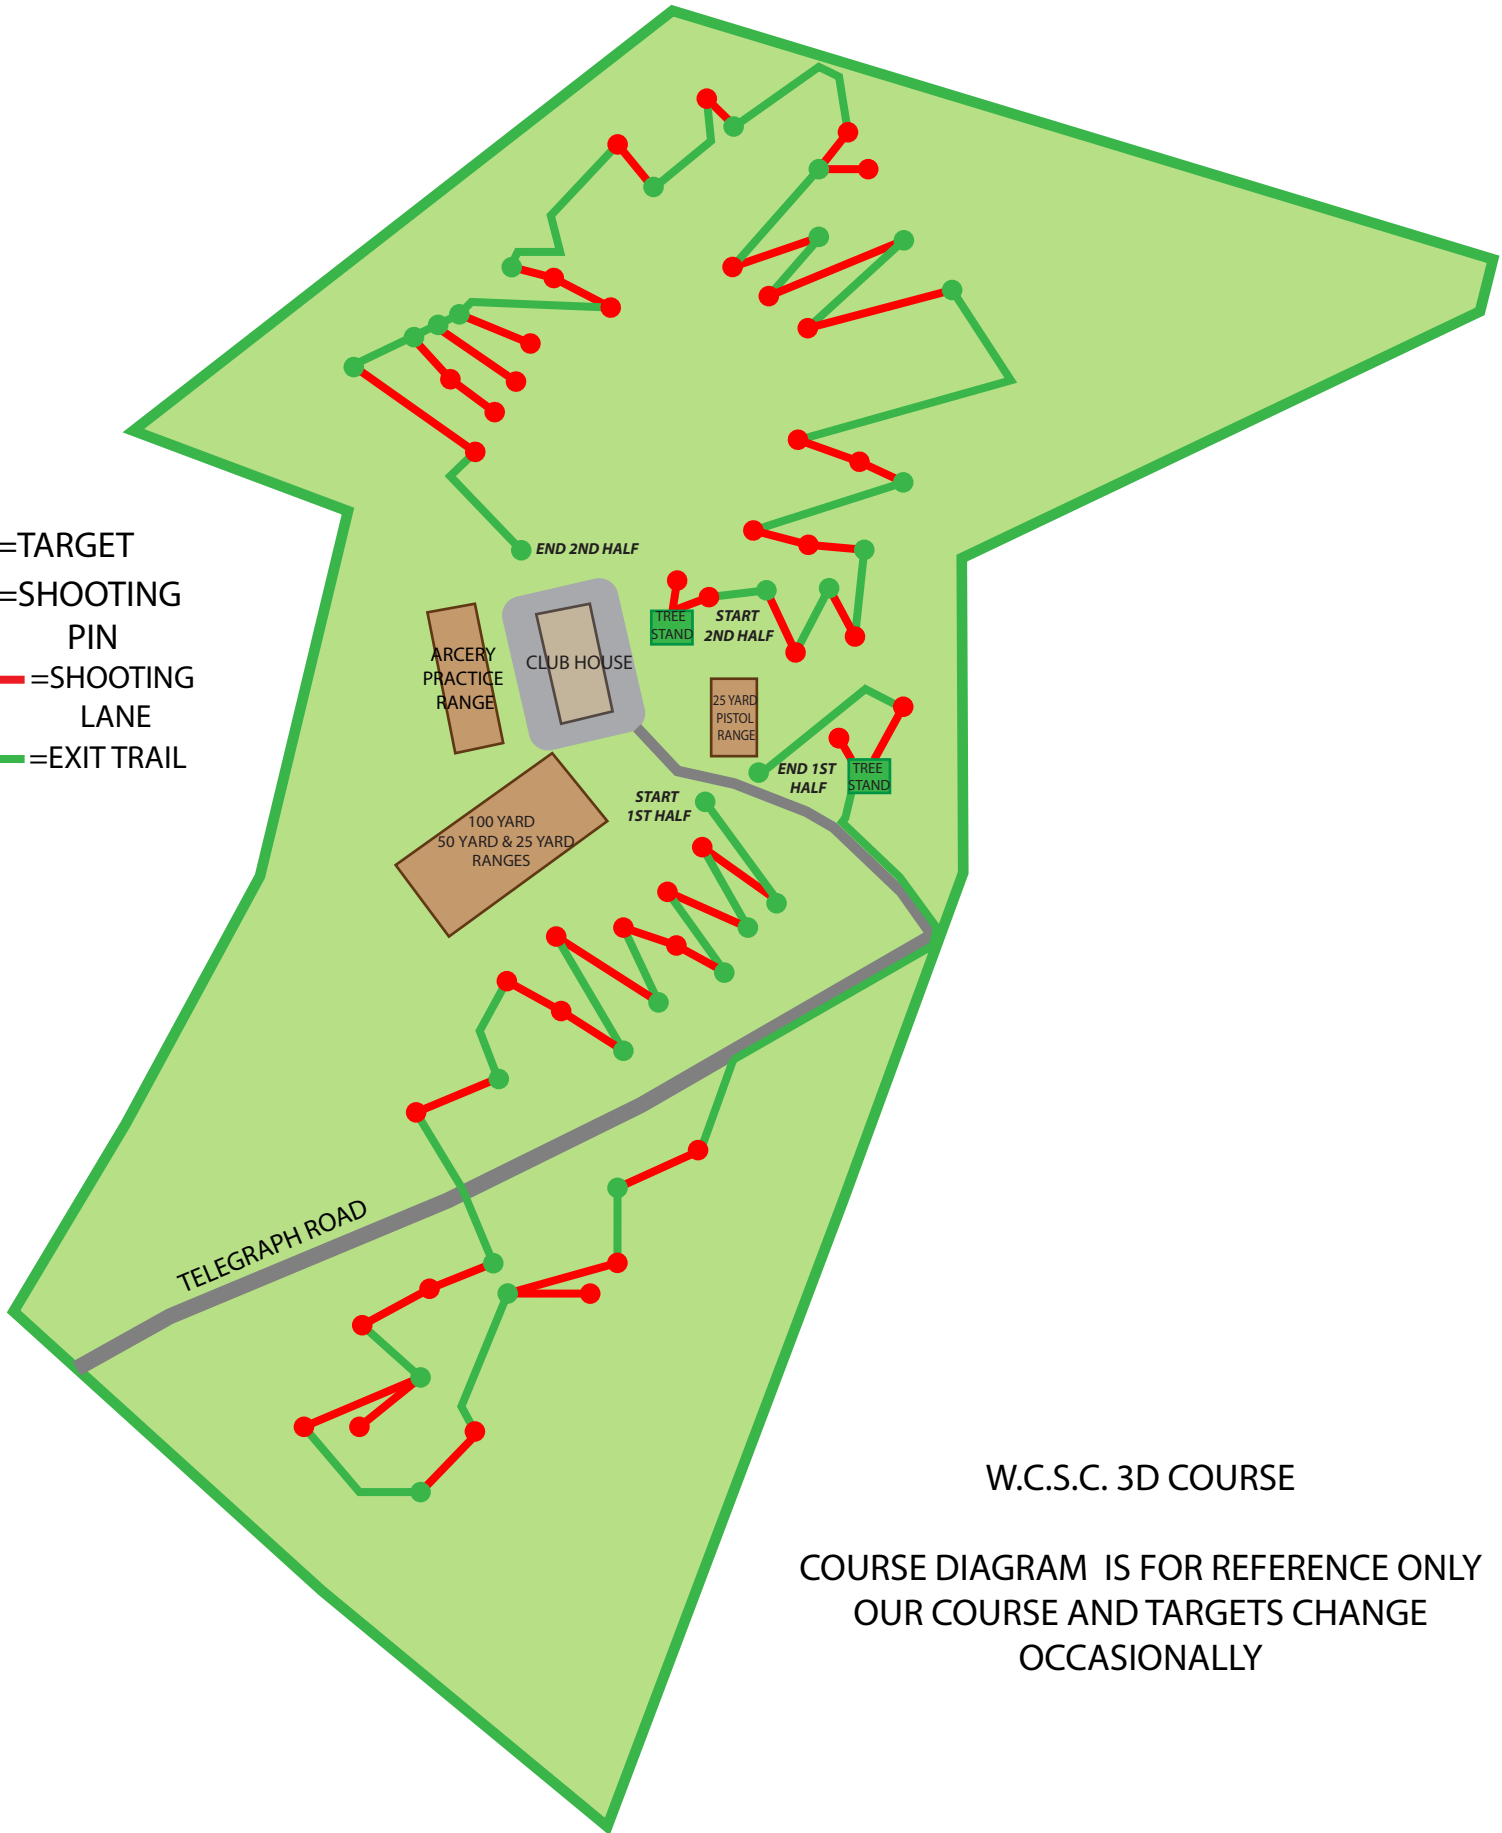 =TARGET
=SHOOTING
PIN
=SHOOTING
LANE
=EXIT TRAIL
END 2ND HALF
TREE
STAND
START
2ND HALF
ARCERY
PRACTICE
RANGE
CLUB HOUSE
25 YARD
PISTOL
RANGE
END 1ST
HALF
TREE
STAND
START
1ST HALF
100 YARD
50 YARD & 25 YARD
RANGES
TELEGRAPH ROAD
W.C.S.C. 3D COURSE
COURSE DIAGRAM IS FOR REFERENCE ONLY
OUR COURSE AND TARGETS CHANGE
OCCASIONALLY